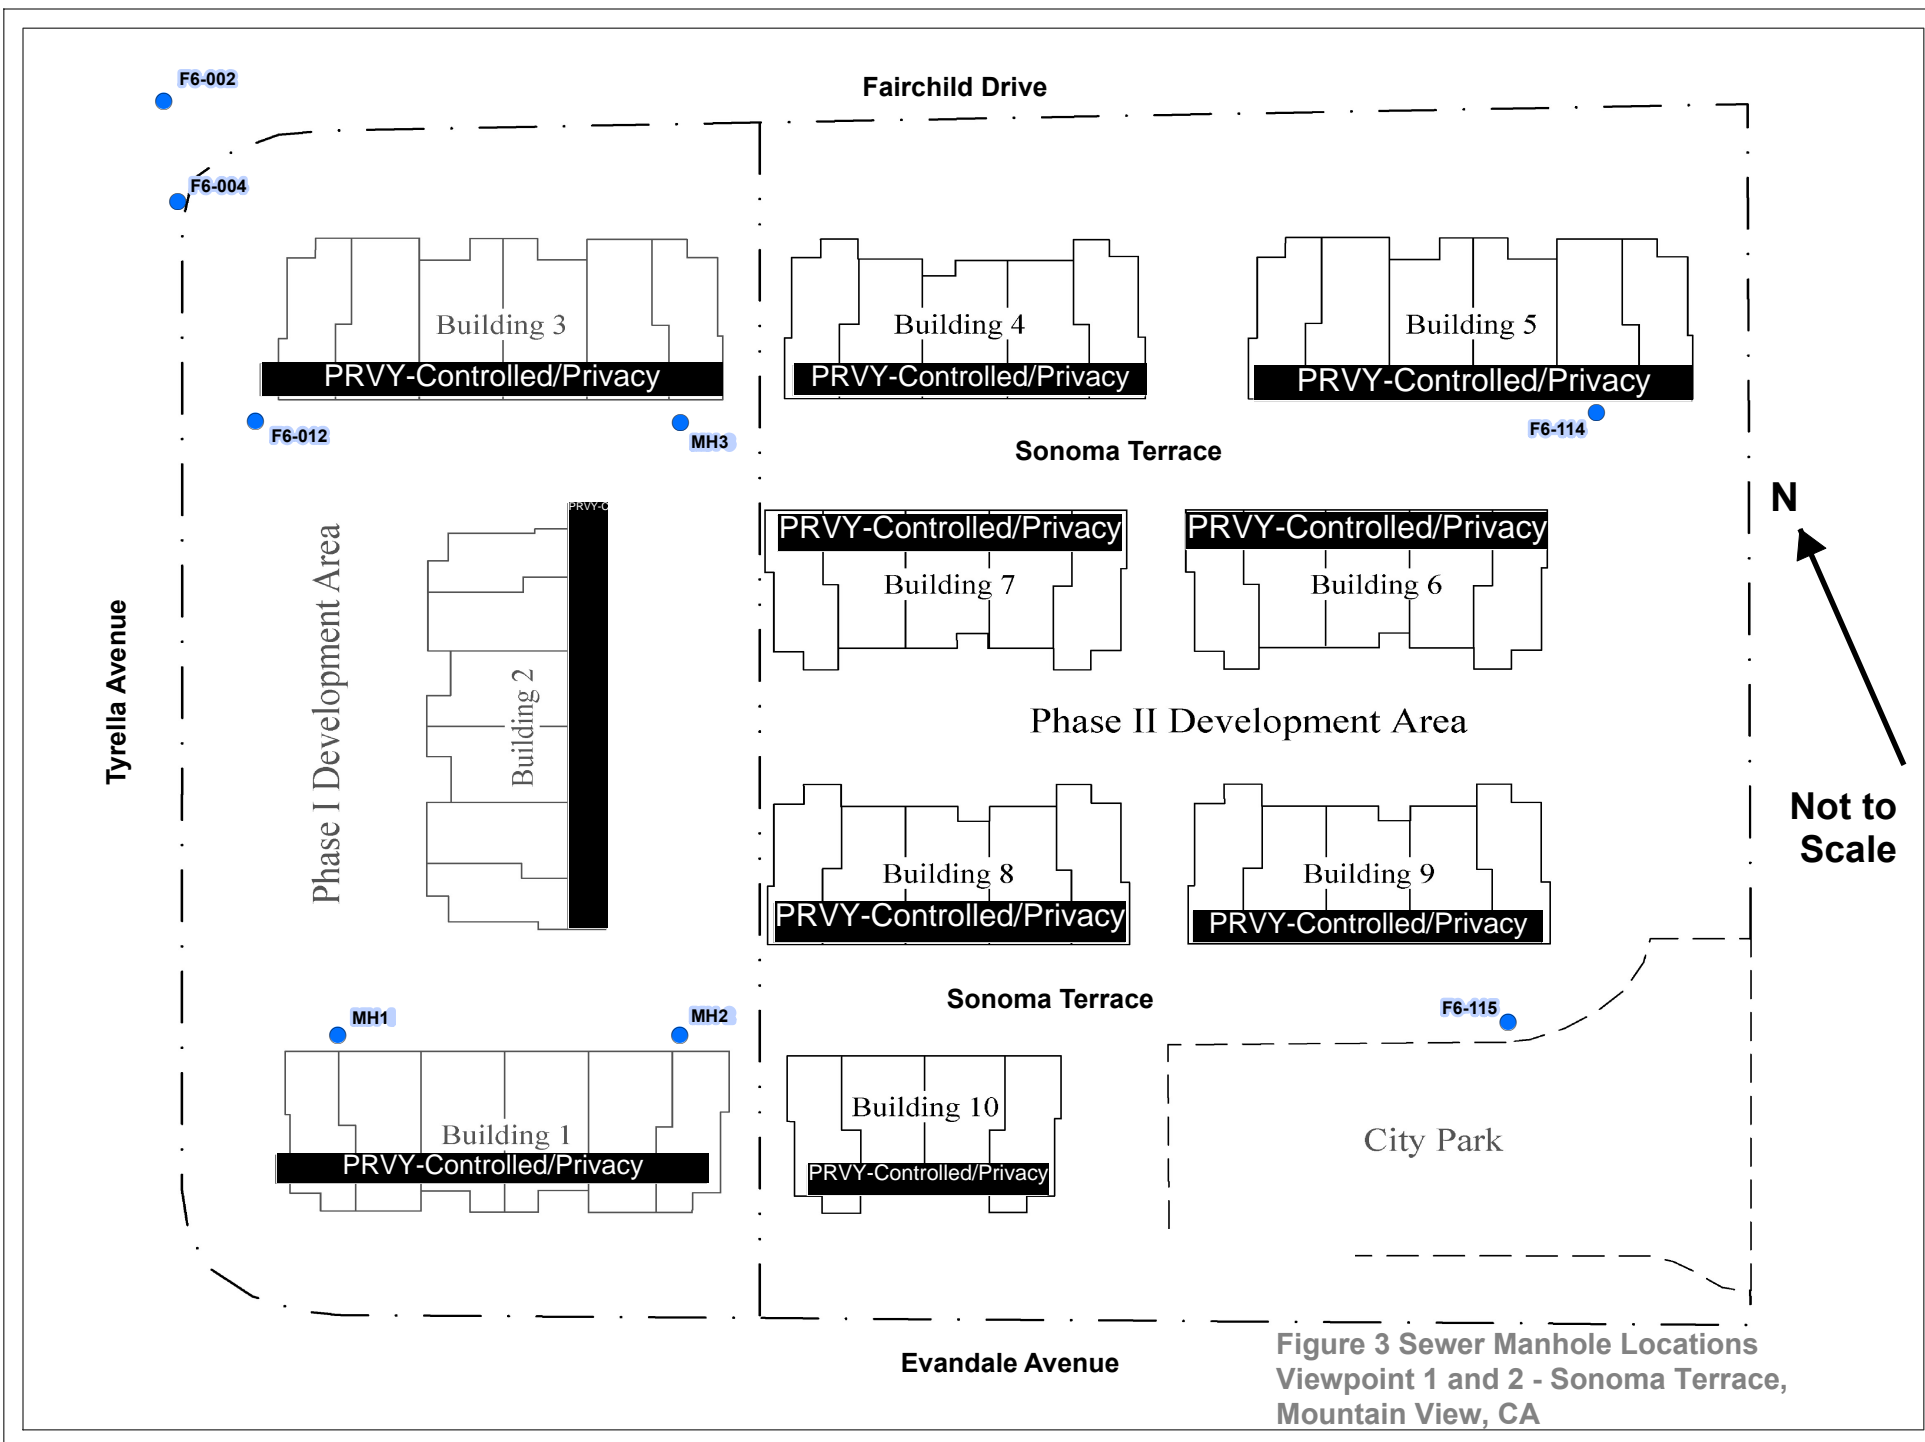 F6-002
Fairchild Drive
F6-004
Building 3
Building 4
Building 5
PRVY-Controlled/Privacy
PRVY-Controlled/Privacy
PRVY-Controlled/Privacy
F6-012
MH3
F6-114
Sonoma Terrace
N
PRVY-C
PRVY-Controlled/Privacy
PRVY-Controlled/Privacy
Building 7
Building 6
Tyrella Avenue
Phase I Development Area
Building 2
Phase II Development Area
Not to
Scale
Building 8
Building 9
PRVY-Controlled/Privacy
PRVY-Controlled/Privacy
Sonoma Terrace
F6-115
MH1
MH2
Building 1
PRVY-Controlled/Privacy
Building 10
PRVY-Controlled/Privacy
City Park
Evandale Avenue
Figure 3 Sewer Manhole Locations
Viewpoint 1 and 2 - Sonoma Terrace,
Mountain View, CA